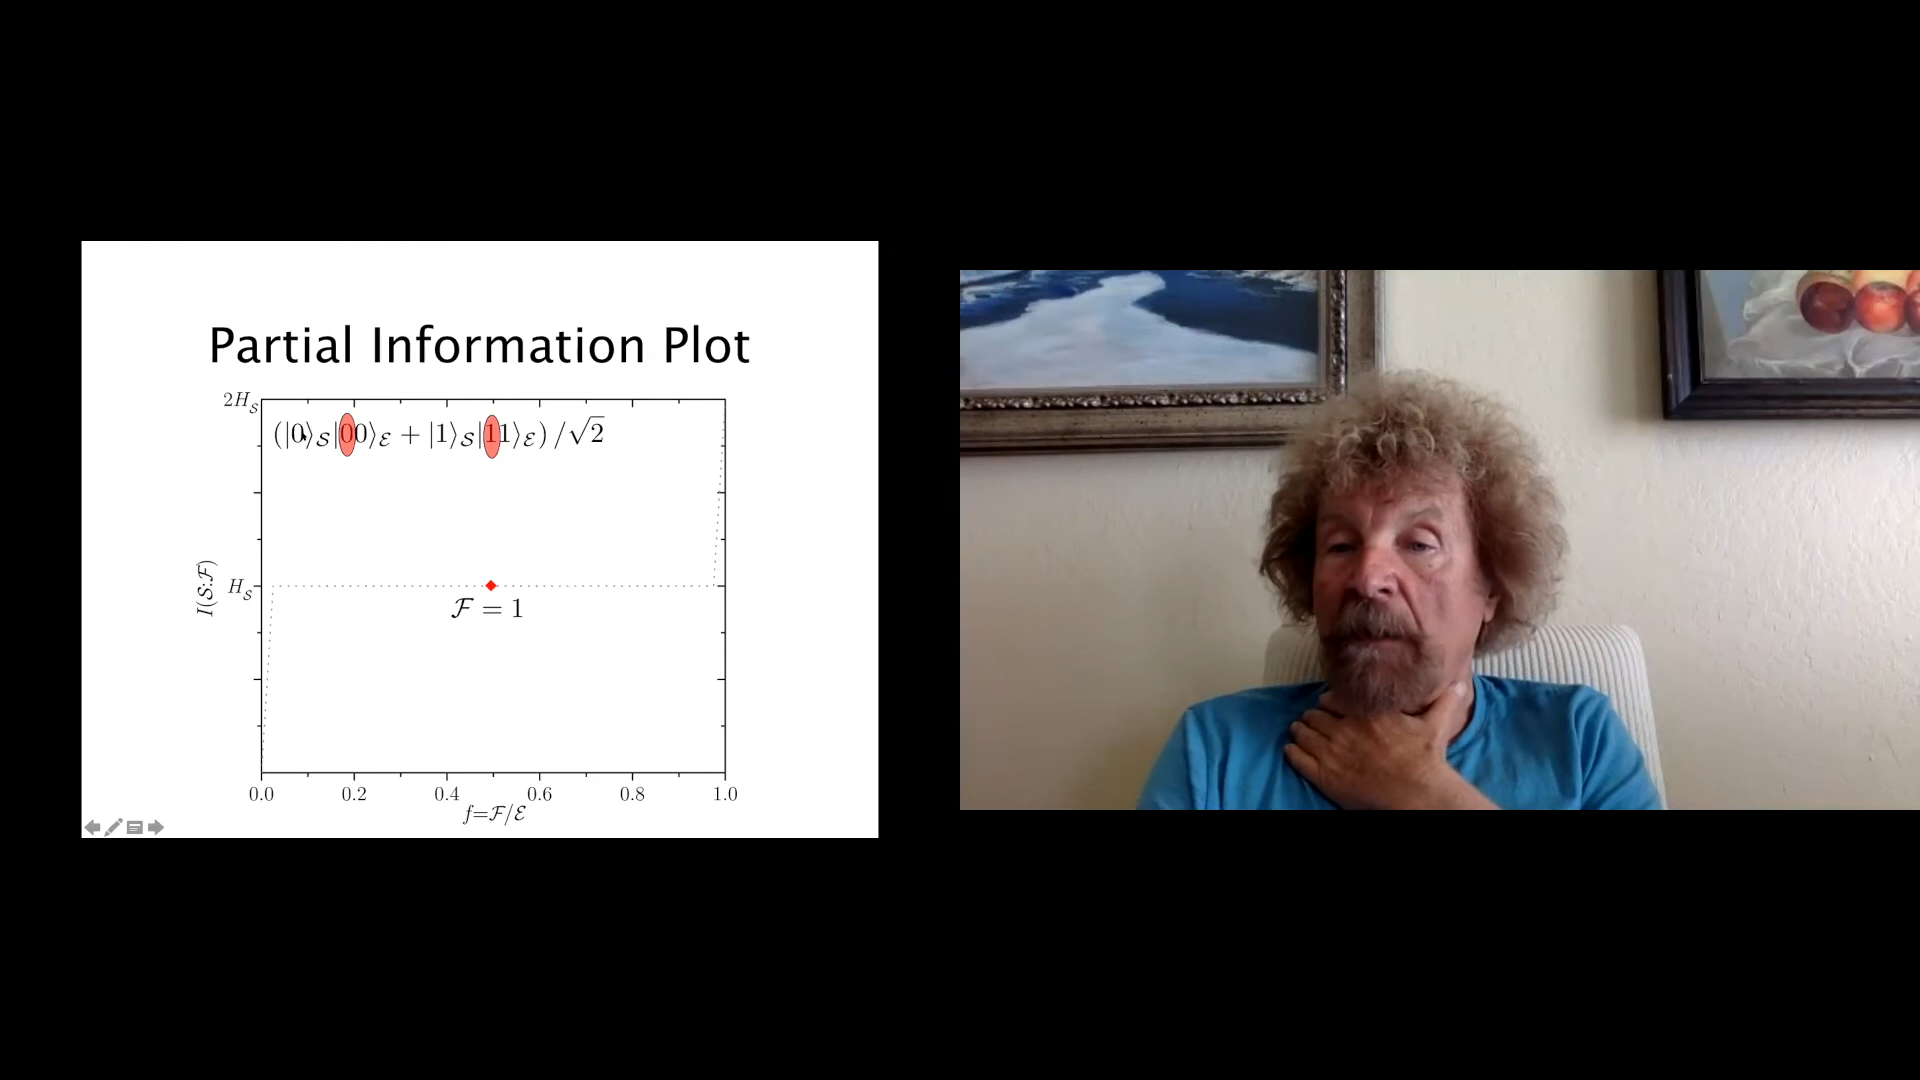 Partial Information Plot
2H_S
(|0⟩_S|00⟩_ℰ + |1⟩_S|11⟩_ℰ) /√2
I(S:ℱ)
H_S
ℱ = 1
0.0 0.2 0.4 0.6 0.8 1.0
f=ℱ/ℰ